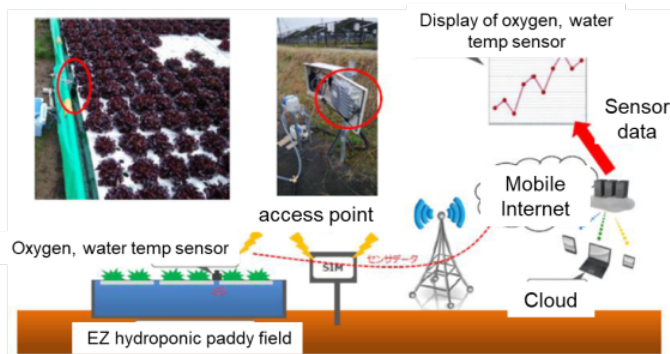 Display of oxygen, water
temp sensor
Sensor
data
Mobile
Internet
access point
Oxygen, water temp sensor
SIM
センサデータ
Cloud
EZ hydroponic paddy field